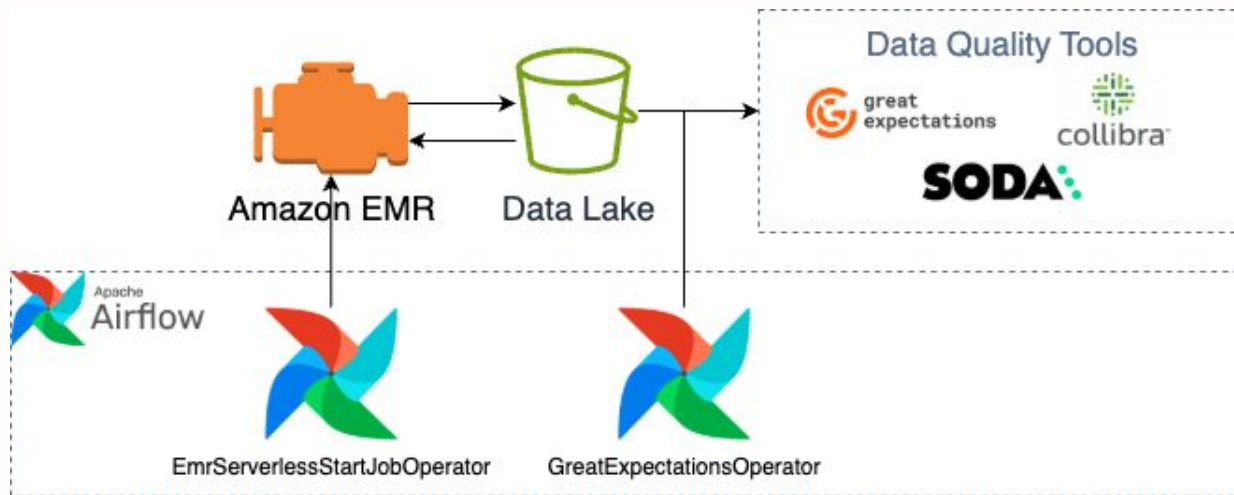 Data Quality Tools
great
expectations
collibra
SODA
Amazon EMR
Data Lake
Apache
Airflow
EmrServerlessStartJobOperator
GreatExpectationsOperator